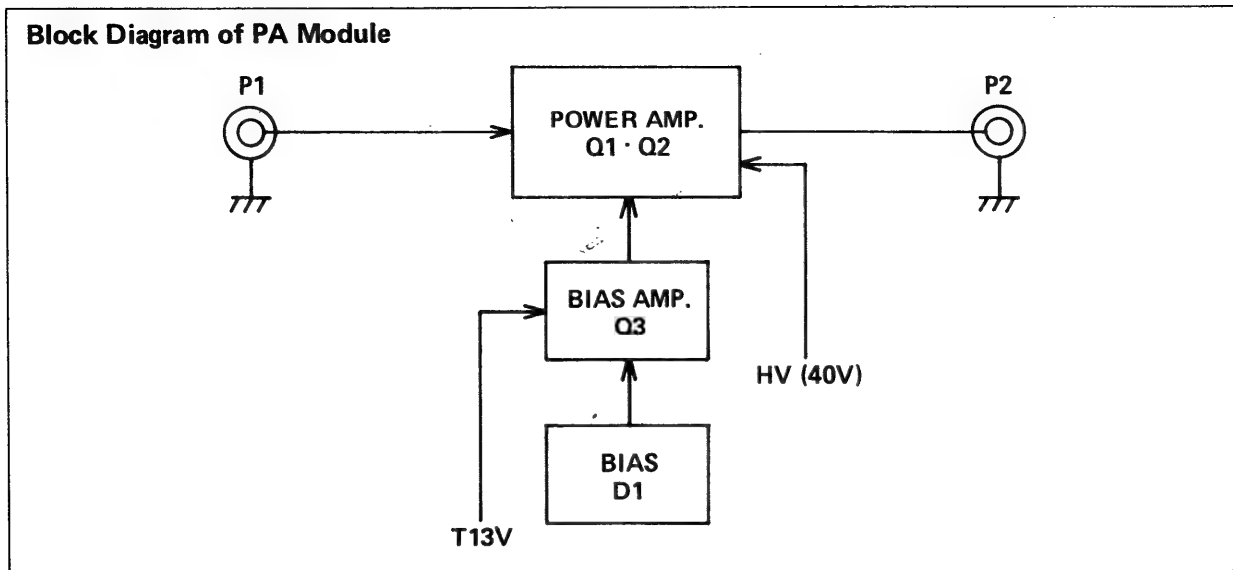 Block Diagram of PA Module
P1
P2
POWER AMP.
Q1 · Q2
BIAS AMP.
Q3
HV (40V)
BIAS
D1
T13V